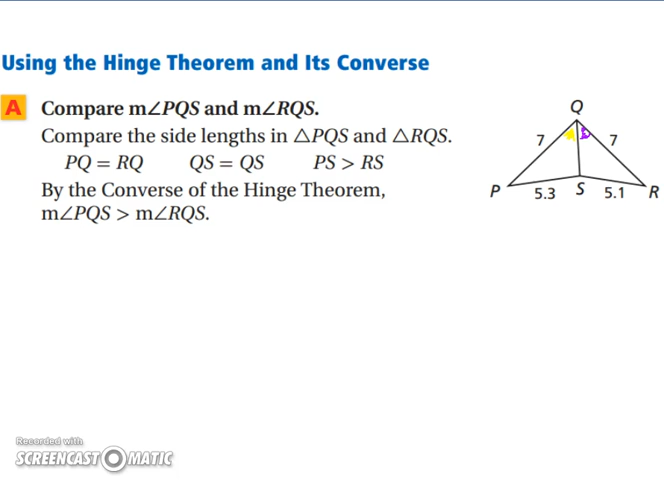 Using the Hinge Theorem and Its Converse
A Compare m∠PQS and m∠RQS.
Compare the side lengths in △PQS and △RQS.
PQ = RQ QS = QS PS > RS
By the Converse of the Hinge Theorem,
m∠PQS > m∠RQS.
Q
7 7
P 5.3 S 5.1 R
Recorded with
SCREENCAST-O-MATIC